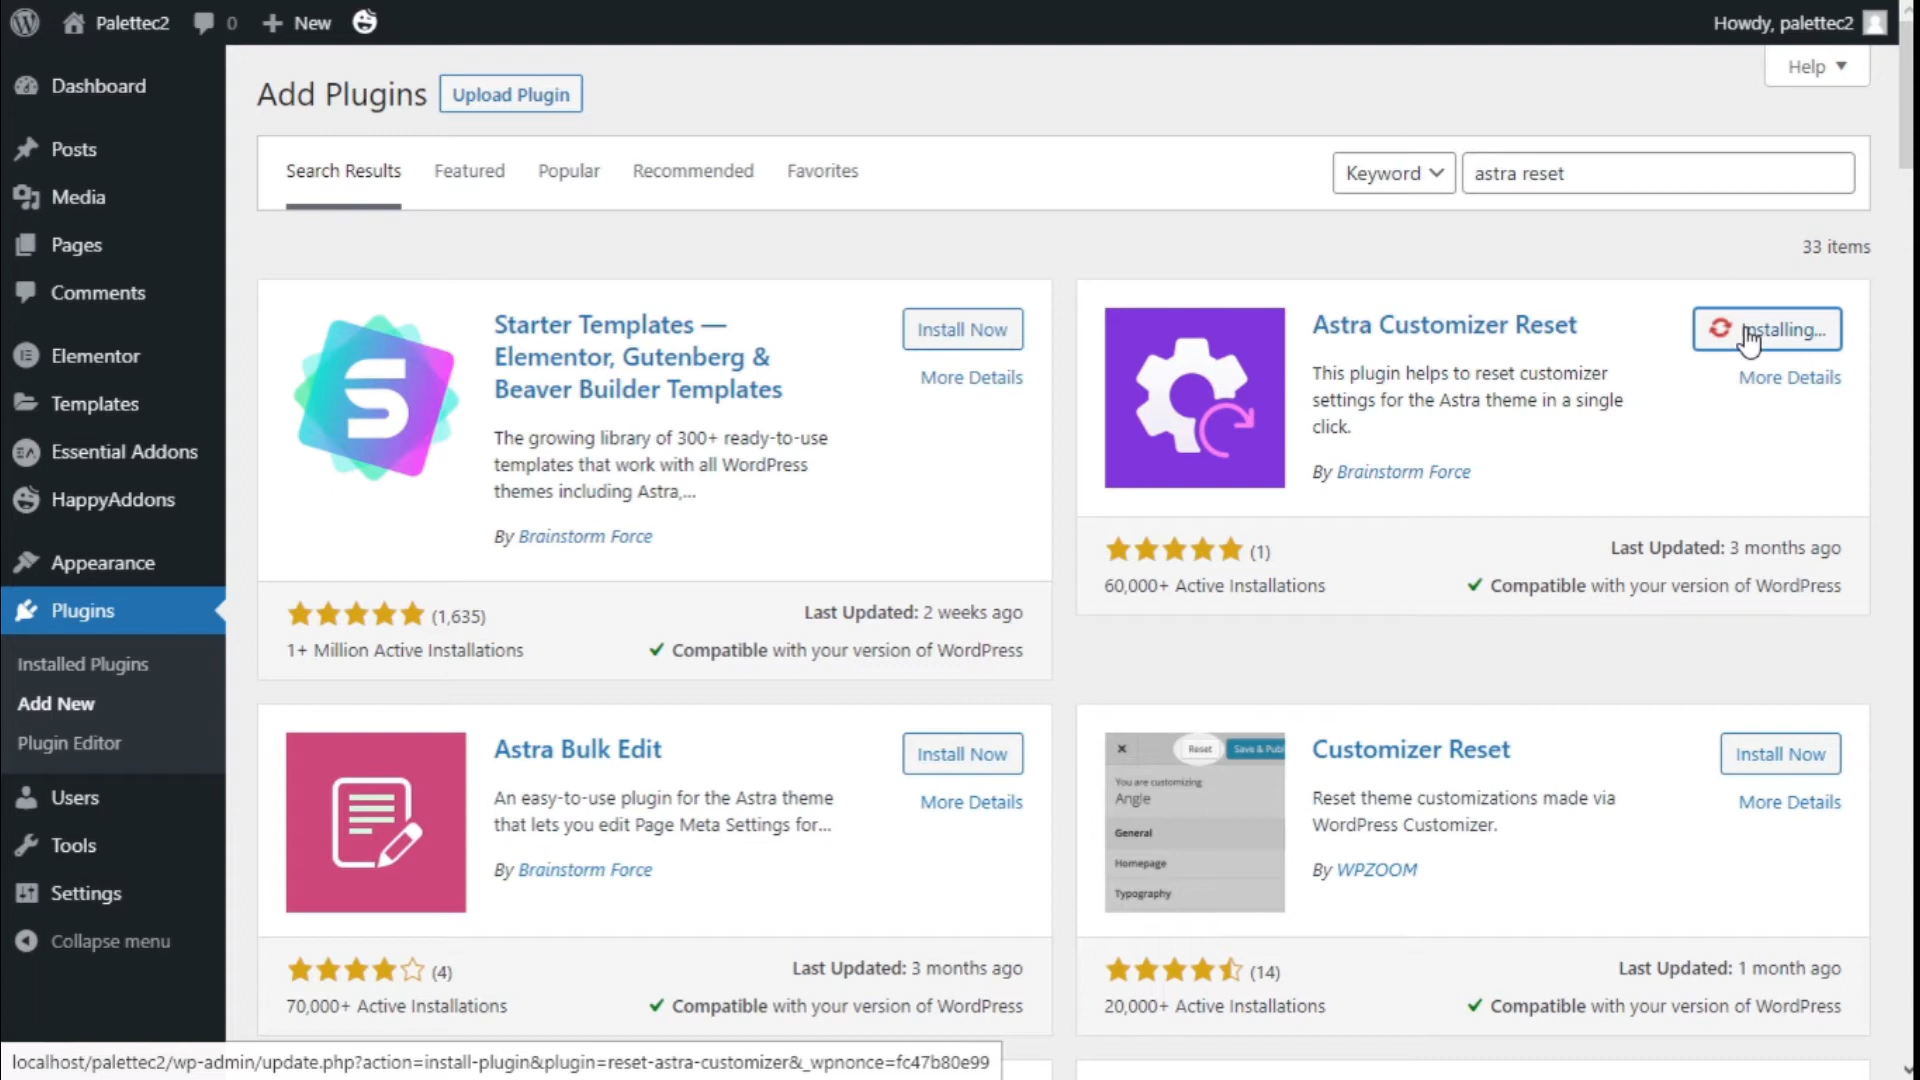 Palettec2
0
New
Howdy, palettec2
Dashboard
Posts
Media
Pages
Comments
Elementor
Templates
Essential Addons
HappyAddons
Appearance
Plugins
Installed Plugins
Add New
Plugin Editor
Users
Tools
Settings
Collapse menu
Add Plugins
Upload Plugin
Help
Search Results
Featured
Popular
Recommended
Favorites
Keyword
astra reset
33 items
Starter Templates —
Elementor, Gutenberg &
Beaver Builder Templates
Install Now
More Details
The growing library of 300+ ready-to-use
templates that work with all WordPress
themes including Astra,...
By Brainstorm Force
(1,635)
Last Updated: 2 weeks ago
1+ Million Active Installations
Compatible with your version of WordPress
Astra Customizer Reset
Installing...
More Details
This plugin helps to reset customizer
settings for the Astra theme in a single
click.
By Brainstorm Force
(1)
Last Updated: 3 months ago
60,000+ Active Installations
Compatible with your version of WordPress
Astra Bulk Edit
Install Now
More Details
An easy-to-use plugin for the Astra theme
that lets you edit Page Meta Settings for...
By Brainstorm Force
(4)
Last Updated: 3 months ago
70,000+ Active Installations
Compatible with your version of WordPress
Reset
Save & Publ
You are customizing
Angle
General
Homepage
Typography
Customizer Reset
Install Now
More Details
Reset theme customizations made via
WordPress Customizer.
By WPZOOM
(14)
Last Updated: 1 month ago
20,000+ Active Installations
Compatible with your version of WordPress
localhost/palettec2/wp-admin/update.php?action=install-plugin&plugin=reset-astra-customizer&_wpnonce=fc47b80e99